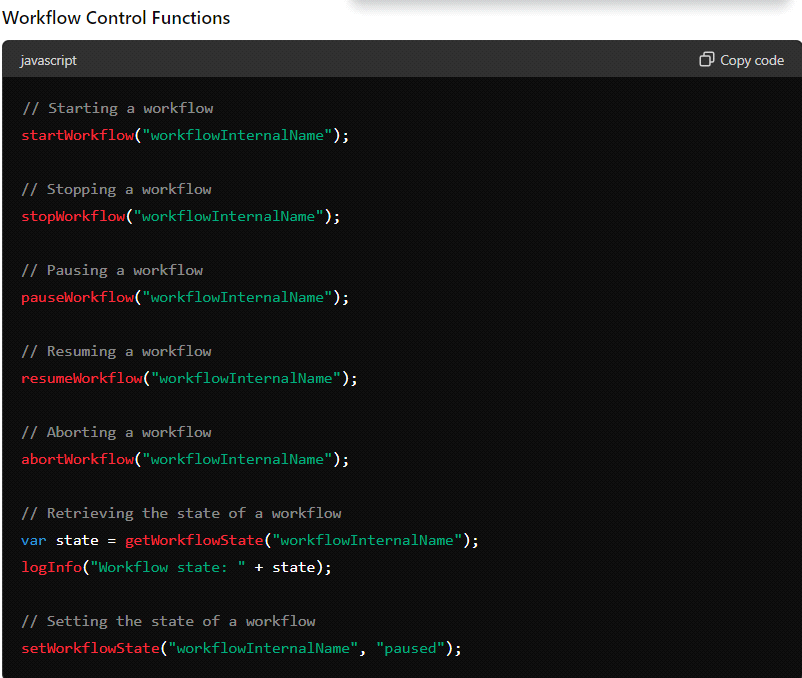 Workflow Control Functions
javascript
Copy code
// Starting a workflow
startWorkflow("workflowInternalName");
// Stopping a workflow
stopWorkflow("workflowInternalName");
// Pausing a workflow
pauseWorkflow("workflowInternalName");
// Resuming a workflow
resumeWorkflow("workflowInternalName");
// Aborting a workflow
abortWorkflow("workflowInternalName");
// Retrieving the state of a workflow
var state = getWorkflowState("workflowInternalName");
logInfo("Workflow state: " + state);
// Setting the state of a workflow
setWorkflowState("workflowInternalName", "paused");